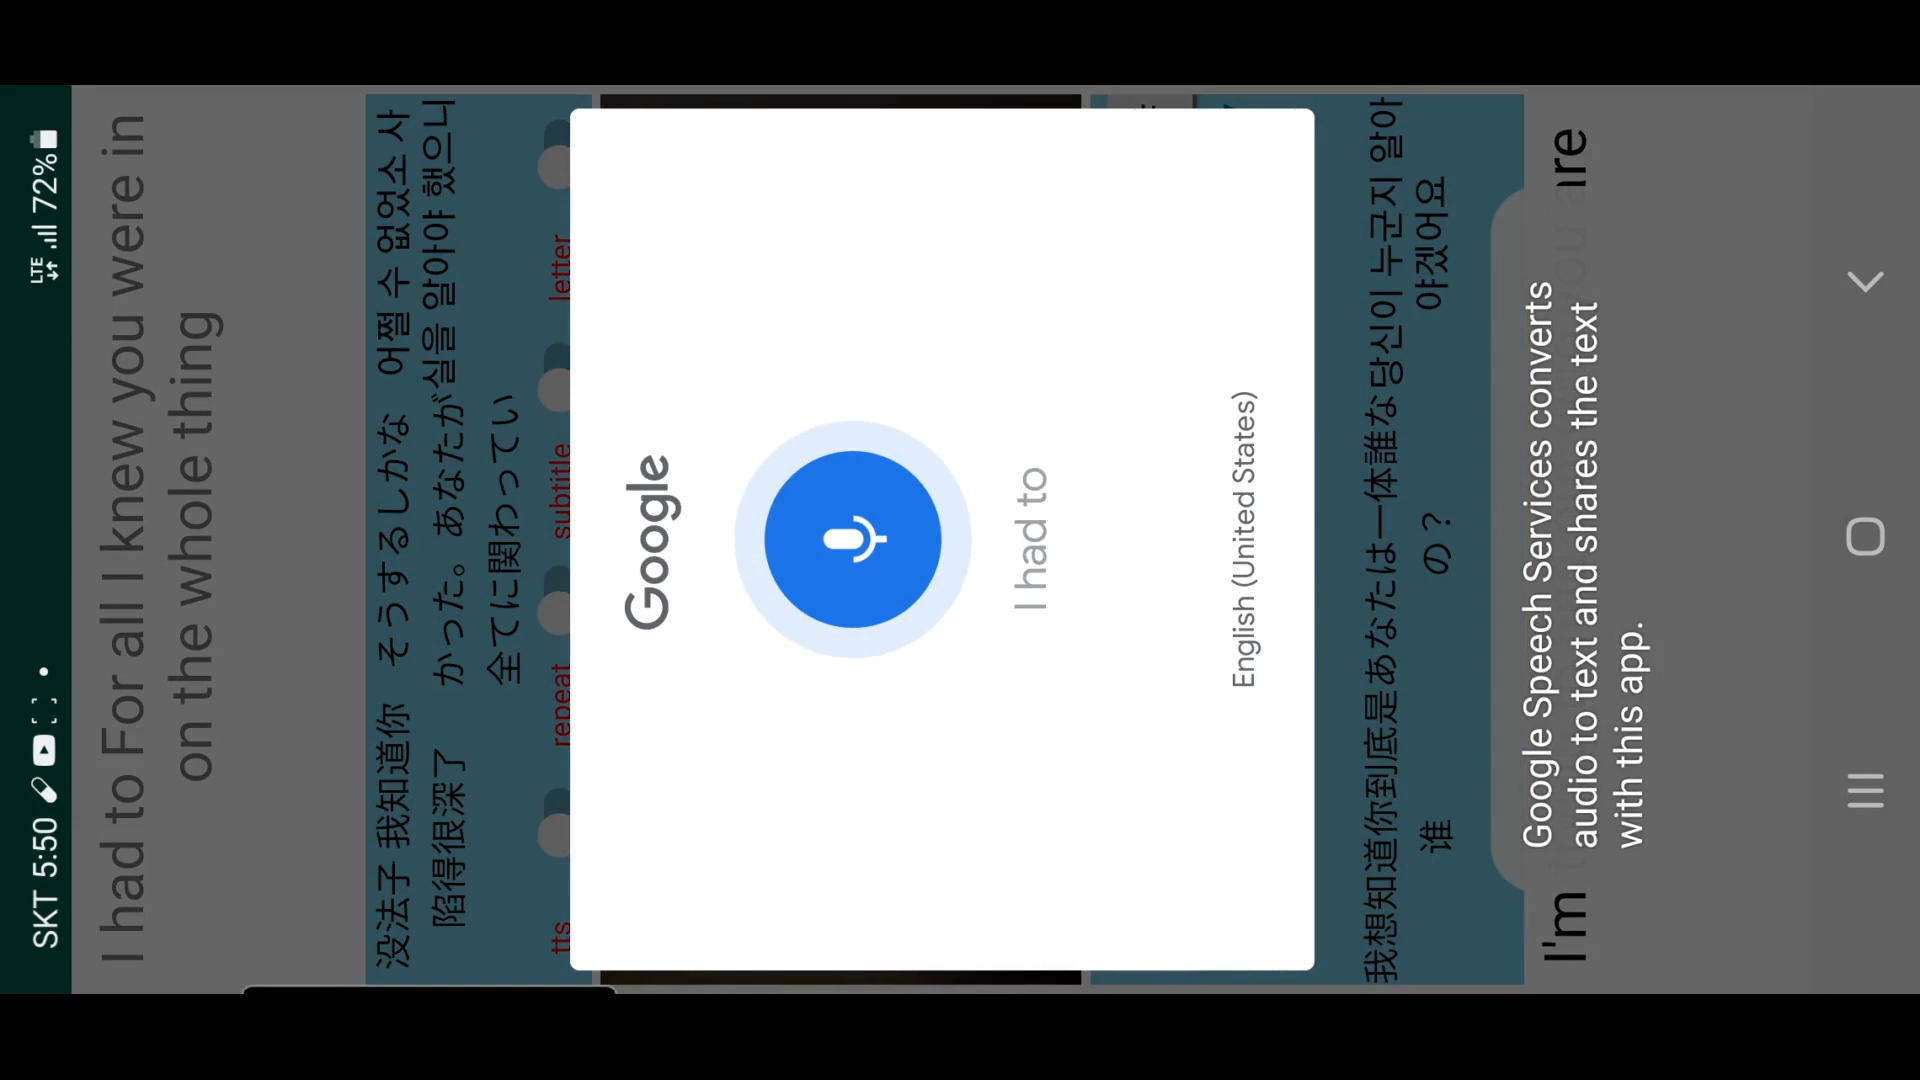 SKT 5:50
LTE
72%
I had to For all I knew you were in
on the whole thing
没法子 我知道你
陷得很深了
そうするしかな
かった。あなたが
全てに関わってい
어쩔 수 없었소 사
실을 알아야 했으니
tts
repeat
subtitle
letter
Google
I had to
English (United States)
我想知道你到底是
谁
あなたは一体誰な
の？
당신이 누군지 알아
야겠어요
I'm
are
Google Speech Services converts
audio to text and shares the text
with this app.